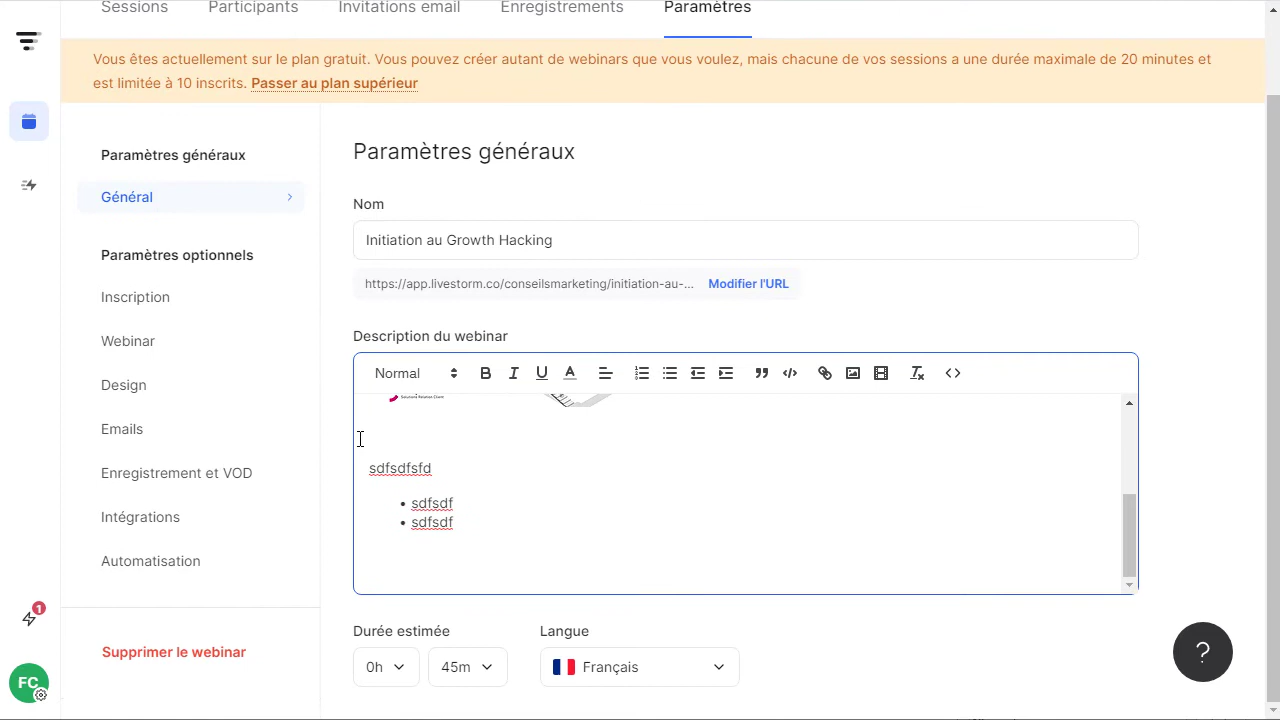 Sessions Participants Invitations email Enregistrements Paramètres
Vous êtes actuellement sur le plan gratuit. Vous pouvez créer autant de webinars que vous voulez, mais chacune de vos sessions a une durée maximale de 20 minutes et
est limitée à 10 inscrits. Passer au plan supérieur
Paramètres généraux
Général
Paramètres optionnels
Inscription
Webinar
Design
Emails
Enregistrement et VOD
Intégrations
Automatisation
Supprimer le webinar
1
FC
Paramètres généraux
Nom
Initiation au Growth Hacking
https://app.livestorm.co/conseilsmarketing/initiation-au-... Modifier l'URL
Description du webinar
Normal B I U A
Solutions Relation Client
sdfsdfsfd
• sdfsdf
• sdfsdf
Durée estimée Langue
0h 45m Français
?